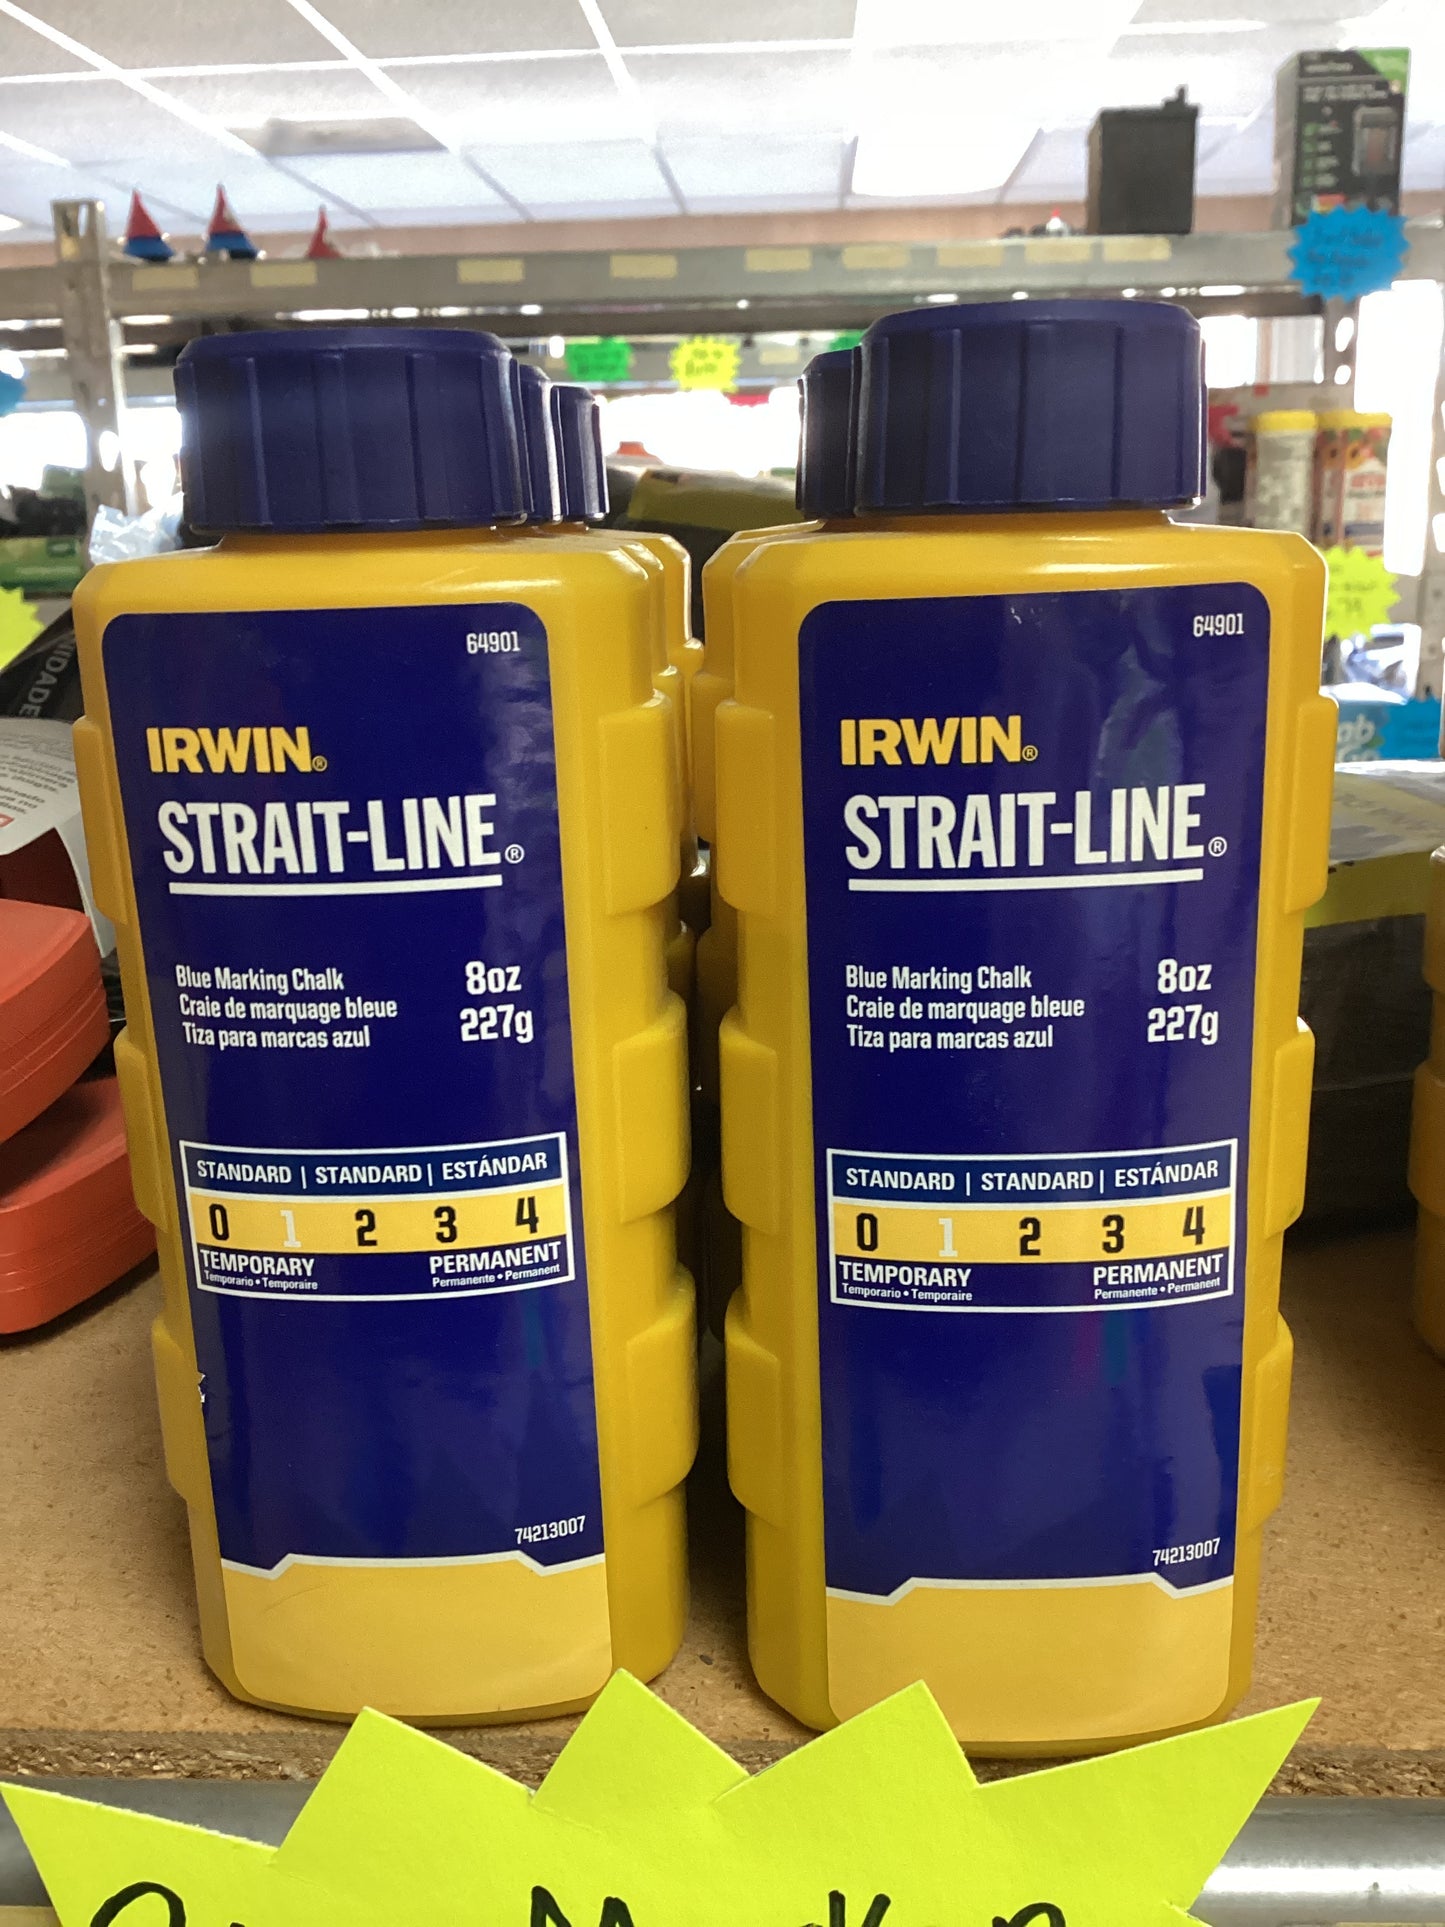 64901
IRWIN®
STRAIT-LINE®
Blue Marking Chalk
Craie de marquage bleue
Tiza para marcas azul
8oz
227g
STANDARD | STANDARD | ESTÁNDAR
0 1 2 3 4
TEMPORARY PERMANENT
Temporario • Temporaire Permanente • Permanent
74213007
64901
IRWIN®
STRAIT-LINE®
Blue Marking Chalk
Craie de marquage bleue
Tiza para marcas azul
8oz
227g
STANDARD | STANDARD | ESTÁNDAR
0 1 2 3 4
TEMPORARY PERMANENT
Temporario • Temporaire Permanente • Permanent
74213007